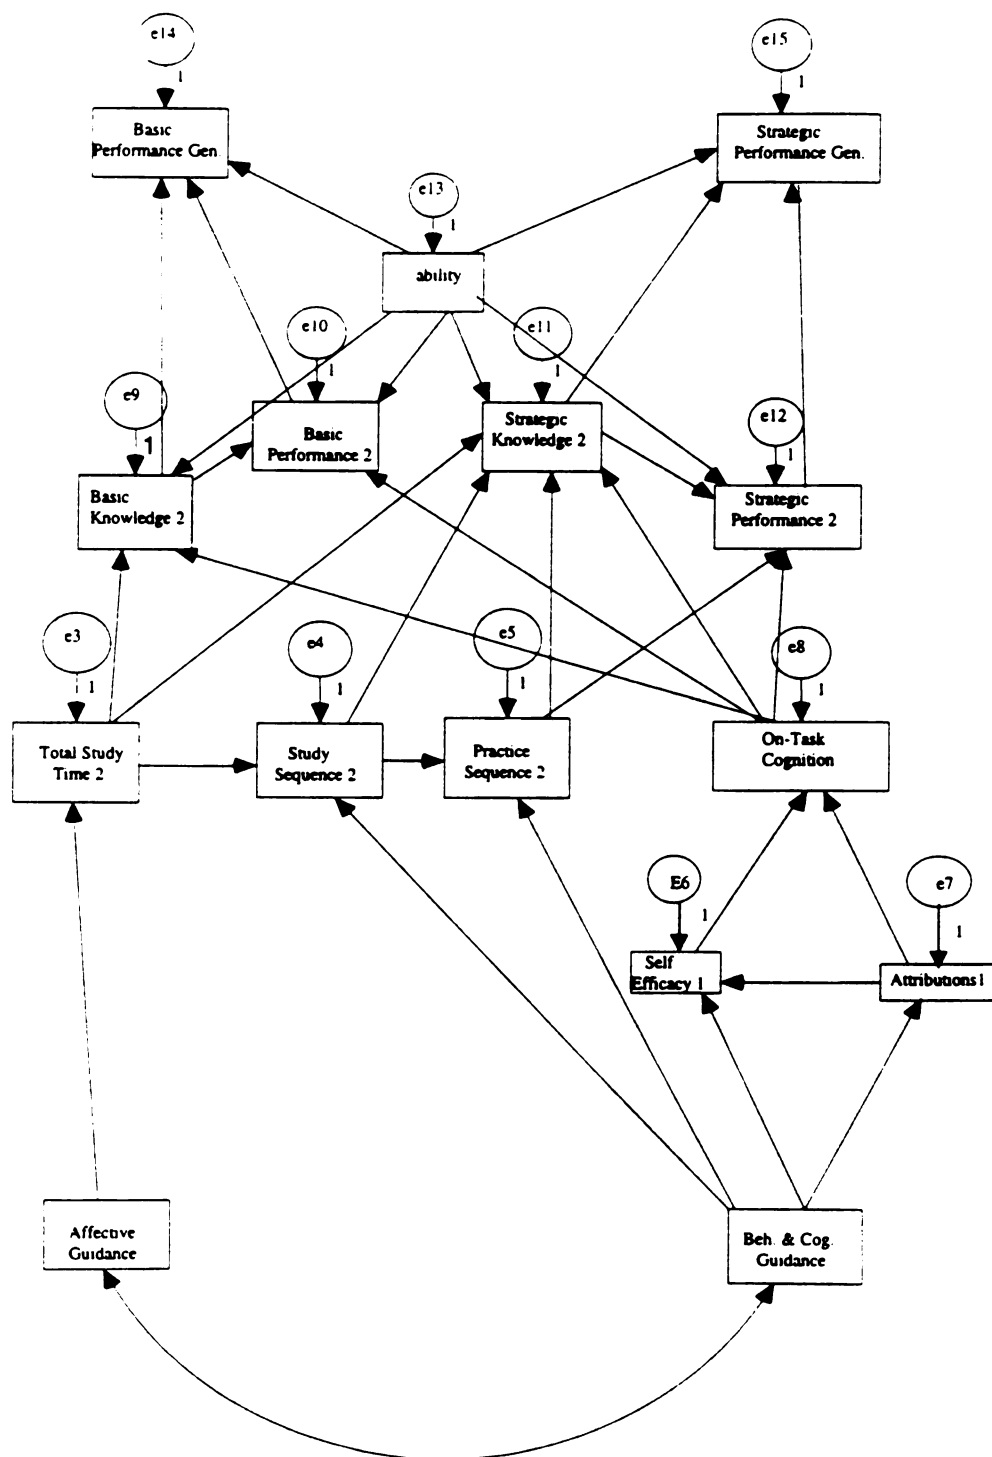 e14
1
e15
1
Basic
Performance Gen.
Strategic
Performance Gen.
e13
1
ability
e10
1
e11
1
e9
1
Basic
Performance 2
Strategic
Knowledge 2
e12
1
Basic
Knowledge 2
Strategic
Performance 2
e3
1
e4
1
e5
1
e8
1
Total Study
Time 2
Study
Sequence 2
Practice
Sequence 2
On-Task
Cognition
E6
1
e7
1
Self
Efficacy 1
Attributions1
Affective
Guidance
Beh. & Cog.
Guidance